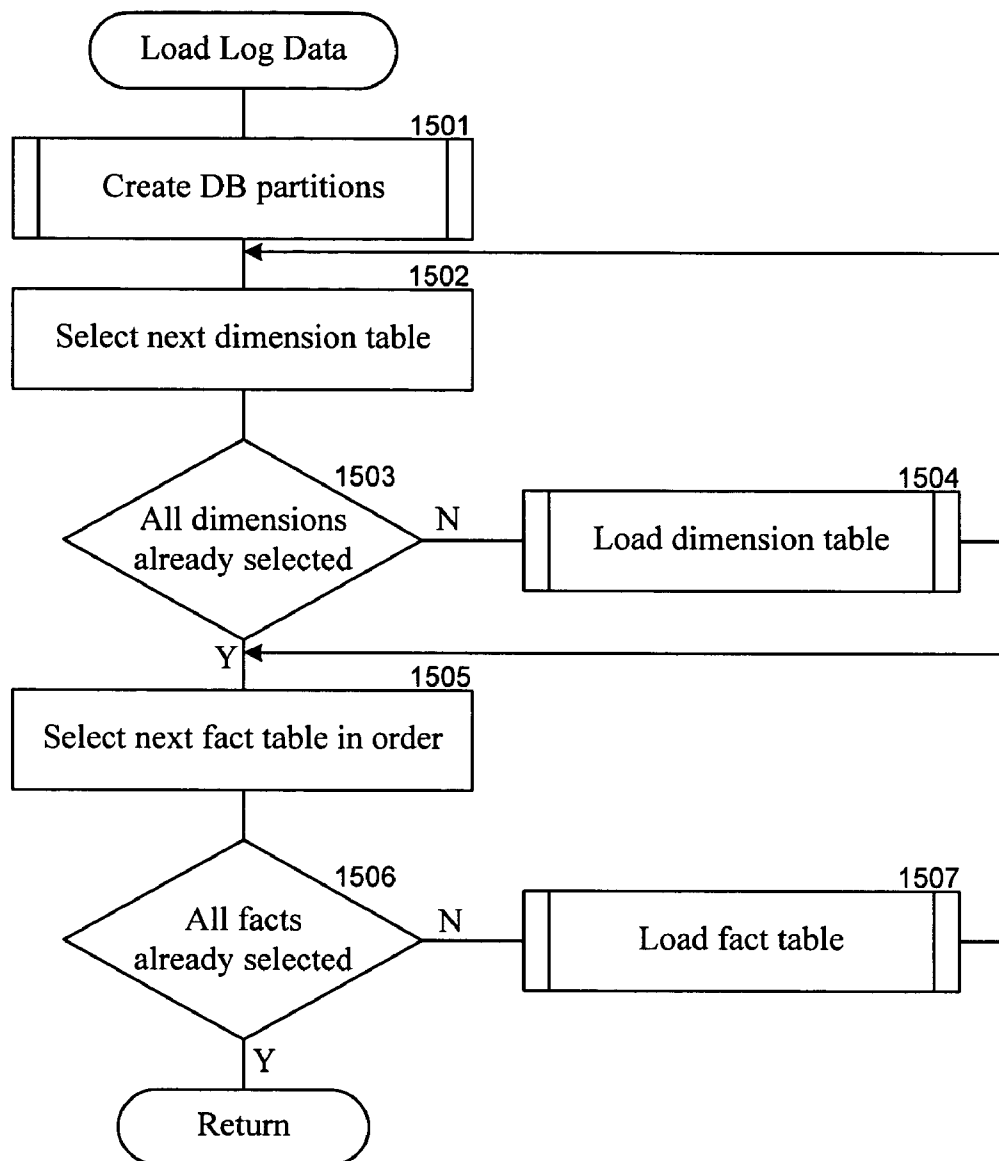 Load Log Data
1501
Create DB partitions
1502
Select next dimension table
1503
All dimensions
already selected
N
1504
Load dimension table
Y
1505
Select next fact table in order
1506
All facts
already selected
N
1507
Load fact table
Y
Return